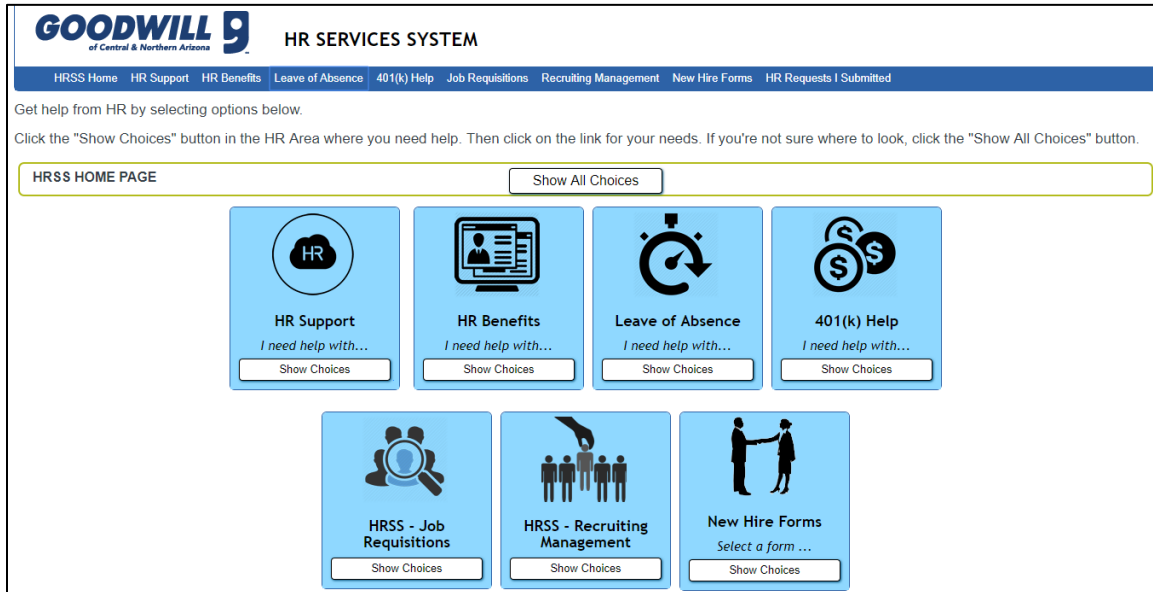 GOODWILL
of Central & Northern Arizona
HR SERVICES SYSTEM
HRSS Home HR Support HR Benefits Leave of Absence 401(k) Help Job Requisitions Recruiting Management New Hire Forms HR Requests I Submitted
Get help from HR by selecting options below.
Click the "Show Choices" button in the HR Area where you need help. Then click on the link for your needs. If you're not sure where to look, click the "Show All Choices" button.
HRSS HOME PAGE
Show All Choices
HR
HR Support
I need help with...
Show Choices
HR Benefits
I need help with...
Show Choices
Leave of Absence
I need help with...
Show Choices
$ $ $
401(k) Help
I need help with...
Show Choices
HRSS - Job
Requisitions
Show Choices
HRSS - Recruiting
Management
Show Choices
New Hire Forms
Select a form ...
Show Choices